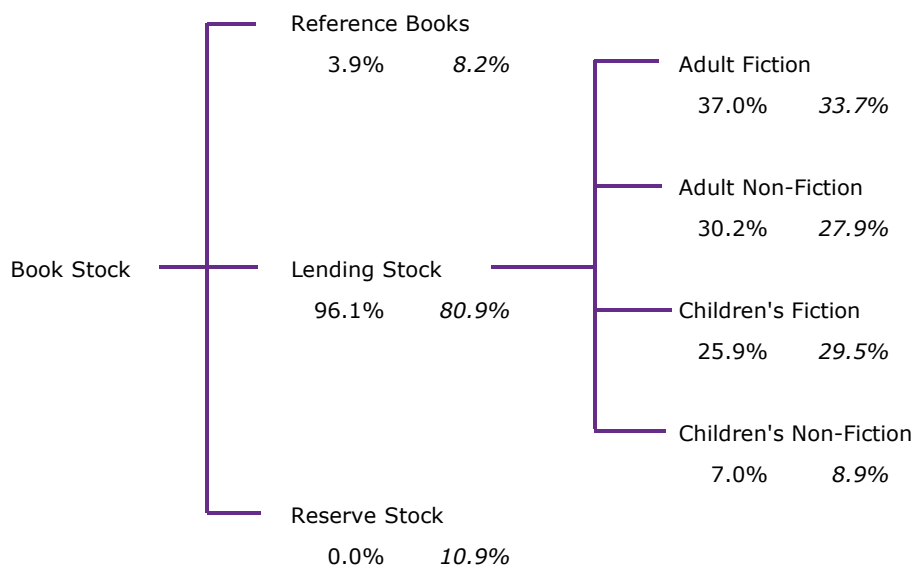 Reference Books
3.9% 8.2%
Adult Fiction
37.0% 33.7%
Adult Non-Fiction
30.2% 27.9%
Book Stock
Lending Stock
96.1% 80.9%
Children's Fiction
25.9% 29.5%
Children's Non-Fiction
7.0% 8.9%
Reserve Stock
0.0% 10.9%